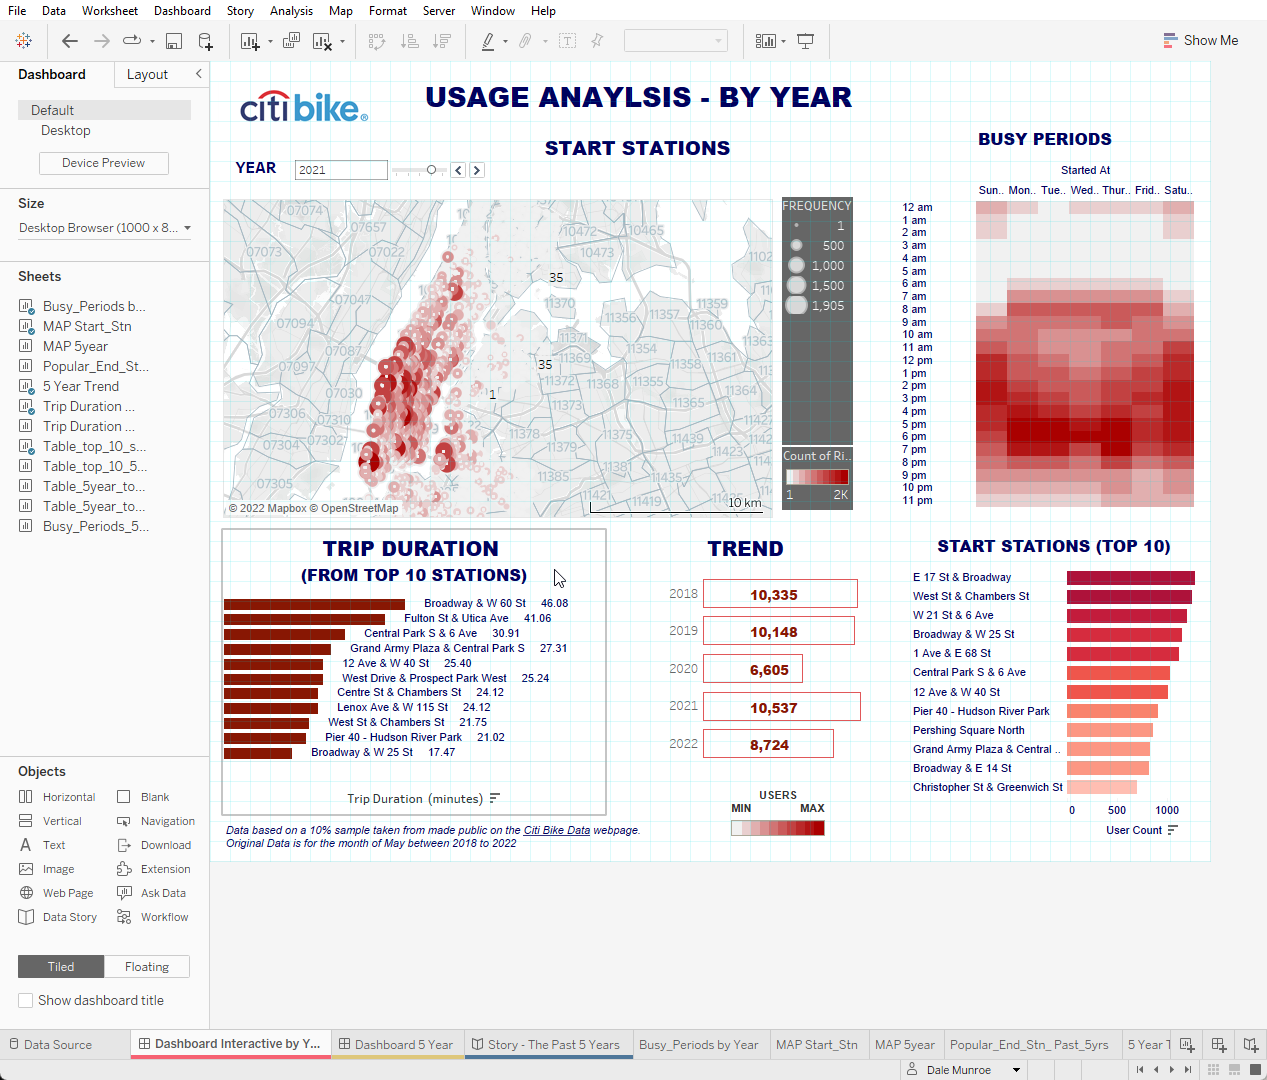 File Data Worksheet Dashboard Story Analysis Map Format Server Window Help
Show Me
Dashboard Layout
Default
Desktop
Device Preview
Size
Desktop Browser (1000 x 8...
Sheets
Busy_Periods b...
MAP Start_Stn
MAP 5year
Popular_End_St...
5 Year Trend
Trip Duration ...
Trip Duration ...
Table_top_10_s...
Table_top_10_5...
Table_5year_to...
Table_5year_to...
Busy_Periods_5...
Objects
Horizontal Blank
Vertical Navigation
Text Download
Image Extension
Web Page Ask Data
Data Story Workflow
Tiled Floating
Show dashboard title
citi bike®
USAGE ANAYLSIS - BY YEAR
START STATIONS
YEAR 2021
07074
07657
07073
07022
07047
07094
07087
07097
07030
07306
07310
07304
07302
07305
10472
10465
10473
35
11370
11359
11356
11357
11360
11371
11354
11369
11358
11361
35
11372
11368
11355
11364
1
11373
11365
11367
11378
11375
11379
11439
11423
11385
11381
11435
11421
11419
10 km
© 2022 Mapbox © OpenStreetMap
FREQUENCY
1
500
1,000
1,500
1,905
Count of Ri..
1 2K
BUSY PERIODS
Started At
Sun.. Mon.. Tue.. Wed.. Thur.. Frid.. Satu..
12 am
1 am
2 am
3 am
4 am
5 am
6 am
7 am
8 am
9 am
10 am
11 am
12 pm
1 pm
2 pm
3 pm
4 pm
5 pm
6 pm
7 pm
8 pm
9 pm
10 pm
11 pm
TRIP DURATION
(FROM TOP 10 STATIONS)
Broadway & W 60 St 46.08
Fulton St & Utica Ave 41.06
Central Park S & 6 Ave 30.91
Grand Army Plaza & Central Park S 27.31
12 Ave & W 40 St 25.40
West Drive & Prospect Park West 25.24
Centre St & Chambers St 24.12
Lenox Ave & W 115 St 24.12
West St & Chambers St 21.75
Pier 40 - Hudson River Park 21.02
Broadway & W 25 St 17.47
Trip Duration (minutes)
Data based on a 10% sample taken from made public on the Citi Bike Data webpage.
Original Data is for the month of May between 2018 to 2022
TREND
2018 10,335
2019 10,148
2020 6,605
2021 10,537
2022 8,724
USERS
MIN MAX
START STATIONS (TOP 10)
E 17 St & Broadway
West St & Chambers St
W 21 St & 6 Ave
Broadway & W 25 St
1 Ave & E 68 St
Central Park S & 6 Ave
12 Ave & W 40 St
Pier 40 - Hudson River Park
Pershing Square North
Grand Army Plaza & Central ..
Broadway & E 14 St
Christopher St & Greenwich St
0 500 1000
User Count
Data Source Dashboard Interactive by Y... Dashboard 5 Year Story - The Past 5 Years Busy_Periods by Year MAP Start_Stn MAP 5year Popular_End_Stn_ Past_5yrs 5 Year T
Dale Munroe